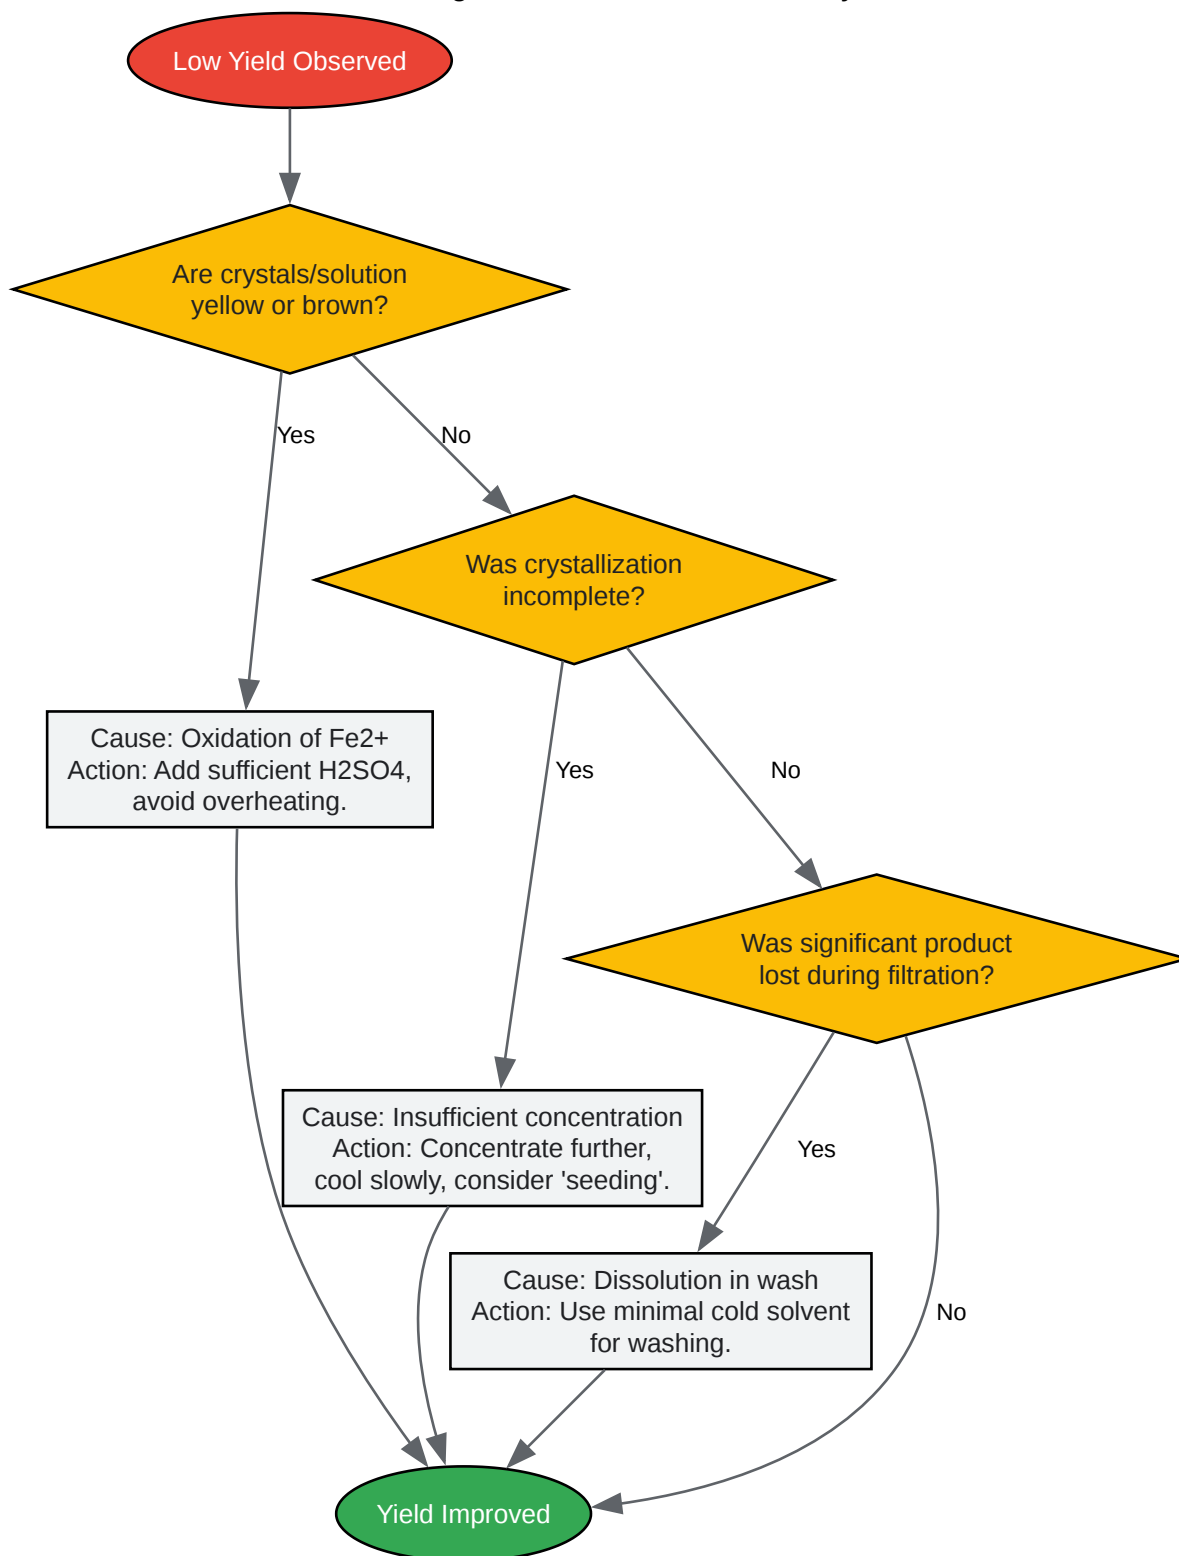 Low Yield Observed
Are crystals/solution
yellow or brown?
Yes
No
Was crystallization
incomplete?
Cause: Oxidation of Fe2+
Action: Add sufficient H2SO4,
avoid overheating.
Yes
No
Was significant product
lost during filtration?
Cause: Insufficient concentration
Action: Concentrate further,
cool slowly, consider 'seeding'.
Yes
Cause: Dissolution in wash
Action: Use minimal cold solvent
for washing.
No
Yield Improved